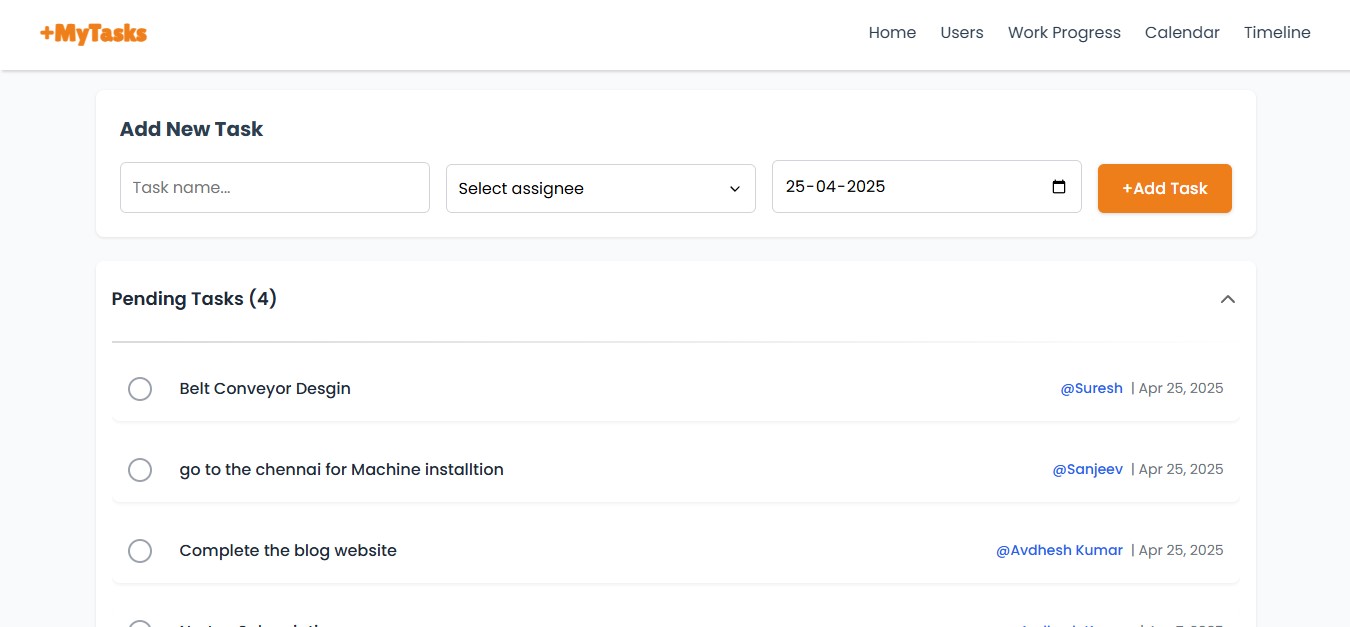 +MyTasks
Home Users Work Progress Calendar Timeline
Add New Task
Task name...
Select assignee
25-04-2025
+Add Task
Pending Tasks (4)
Belt Conveyor Desgin
@Suresh | Apr 25, 2025
go to the chennai for Machine installtion
@Sanjeev | Apr 25, 2025
Complete the blog website
@Avdhesh Kumar | Apr 25, 2025